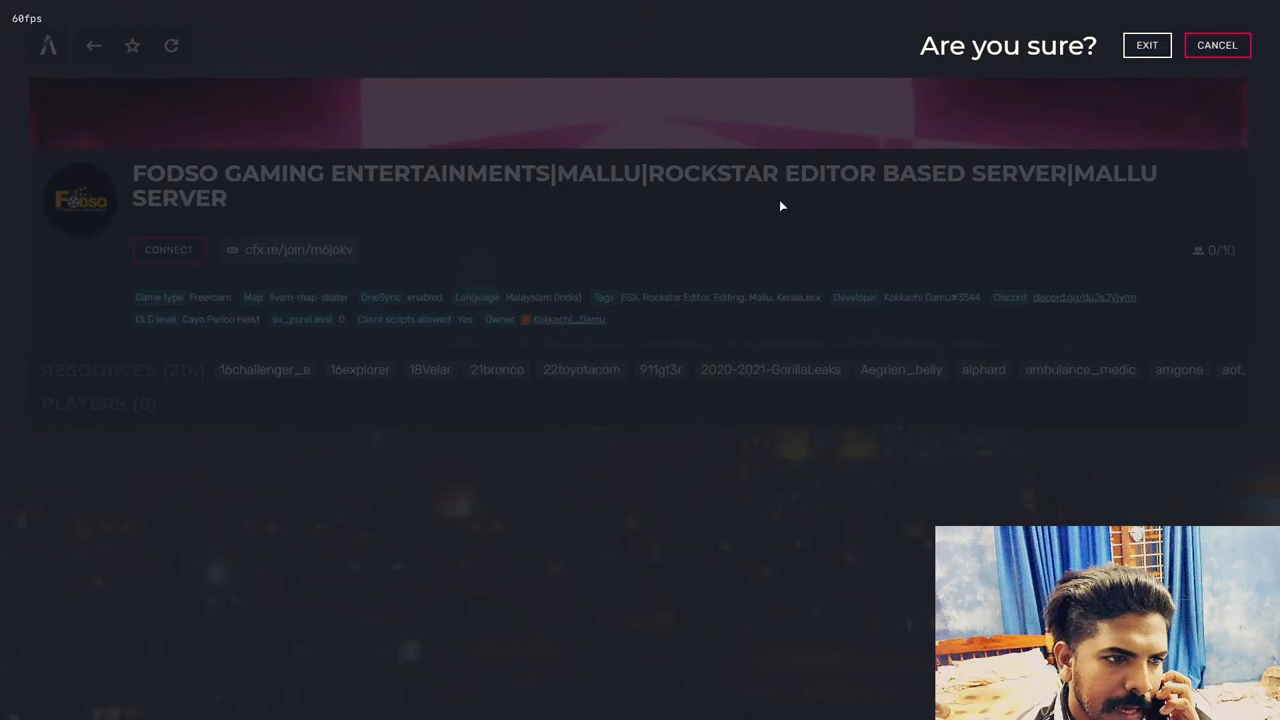 60fps
Are you sure? EXIT CANCEL
FODSO GAMING ENTERTAINMENTS|MALLU|ROCKSTAR EDITOR BASED SERVER|MALLU
SERVER
FODSO
CONNECT cfx.re/join/m6jokv 0/10
Game type Freeroam Map fivem-map-skater OneSync enabled Language Malayalam (India) Tags ESX, Rockstar Editor, Editing, Mallu, Kerala,esx Developer Kokkachi Damu#3544 Discord
DLC level Cayo Perico Heist sv_pureLevel 0 Client scripts allowed Yes Owner Kokkachi_Damu
RESOURCES (214) 16challenger_e 16explorer 18Velar 21bronco 22toyotacom 911gt3r 2020-2021-GorillaLeaks Aegrien_belly alphard ambulance_medic amgone aot_
PLAYERS (0)